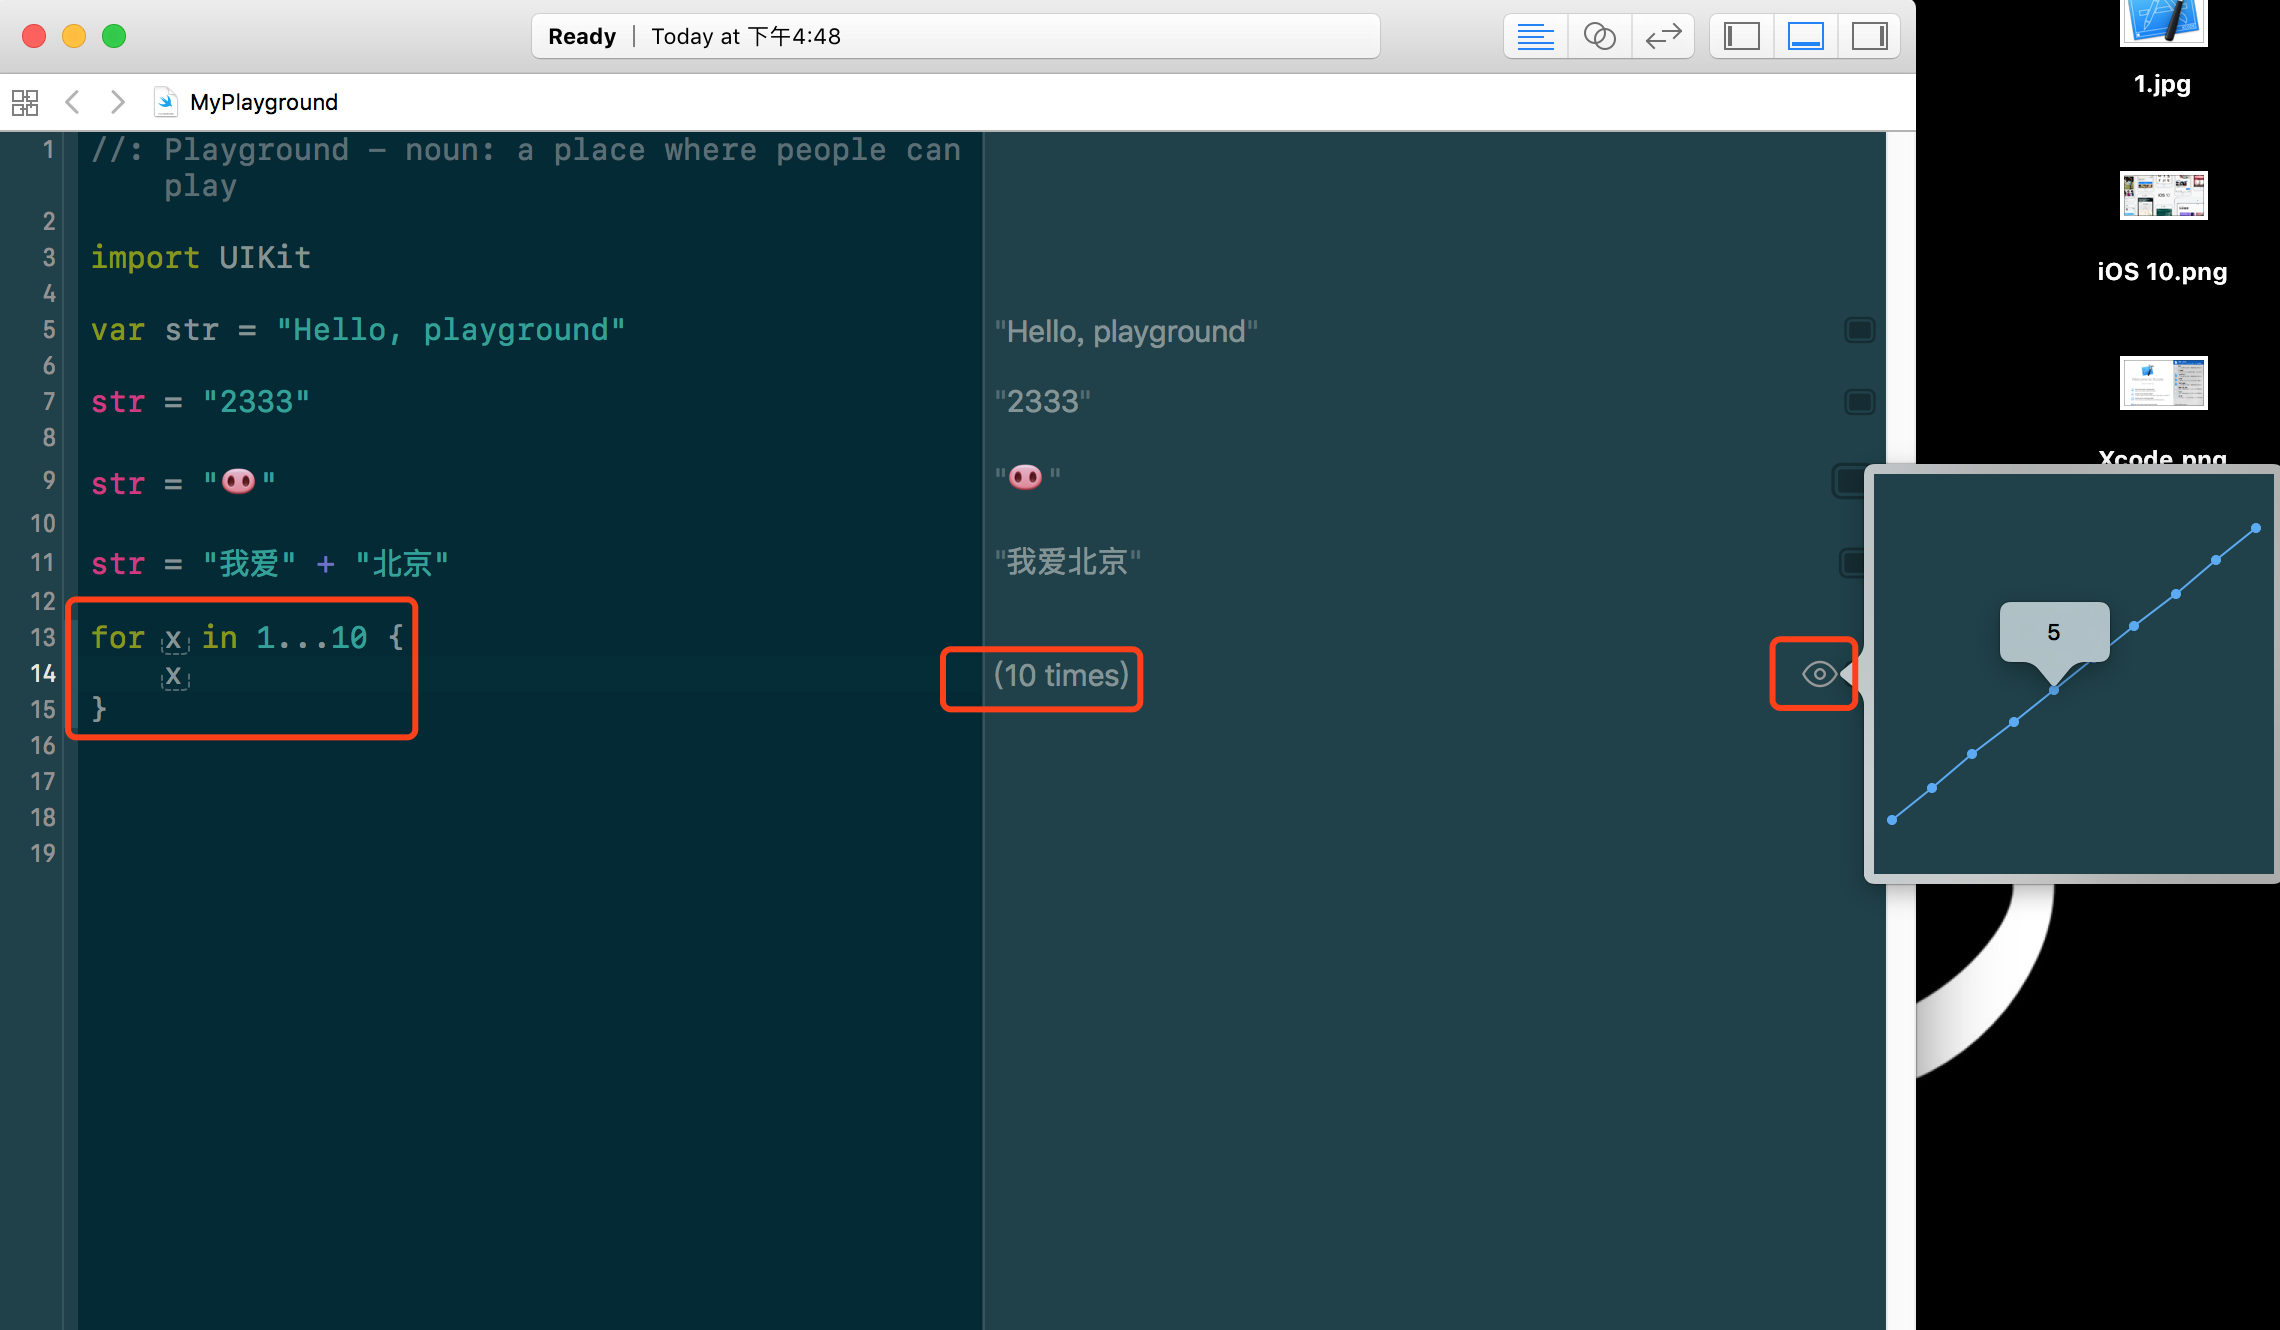 Ready | Today at 下午4:48
MyPlayground
1 //: Playground - noun: a place where people can
play
2
3 import UIKit
4
5 var str = "Hello, playground" "Hello, playground"
6
7 str = "2333" "2333"
8
9 str = "🐽" "🐽"
10
11 str = "我爱" + "北京" "我爱北京"
12
13 for x in 1...10 {
14 x (10 times)
15 }
16
17
18
19
5
1.jpg
iOS 10.png
Xcode.png